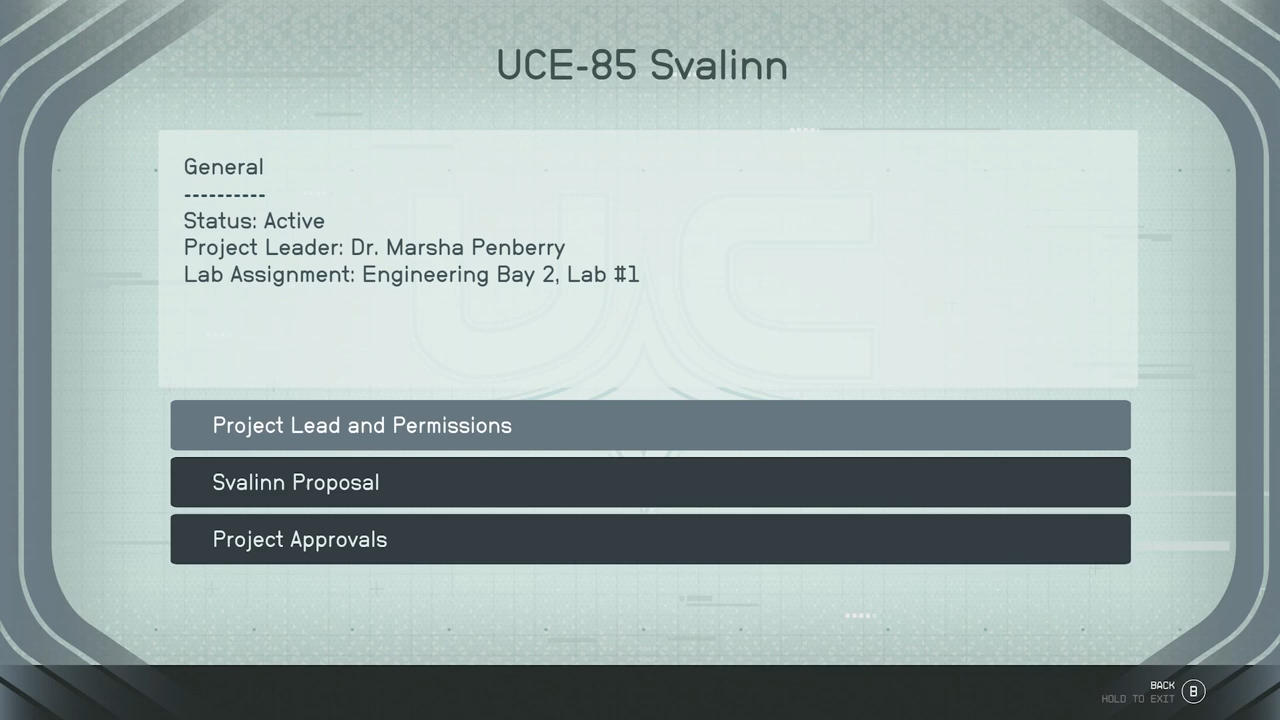 UCE-85 Svalinn
General
----------
Status: Active
Project Leader: Dr. Marsha Penberry
Lab Assignment: Engineering Bay 2, Lab #1
UC
Project Lead and Permissions
Svalinn Proposal
Project Approvals
BACK
HOLD TO EXIT
B